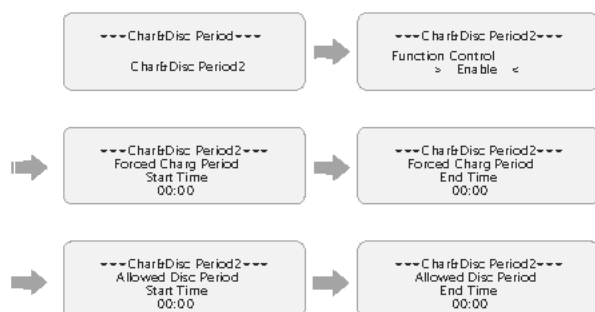 ---Char&Disc Period---
Char&Disc Period2
---Char&Disc Period2---
Function Control
> Enable <
---Char&Disc Period2---
Forced Charg Period
Start Time
00:00
---Char&Disc Period2---
Forced Charg Period
End Time
00:00
---Char&Disc Period2---
Allowed Disc Period
Start Time
00:00
---Char&Disc Period2---
Allowed Disc Period
End Time
00:00